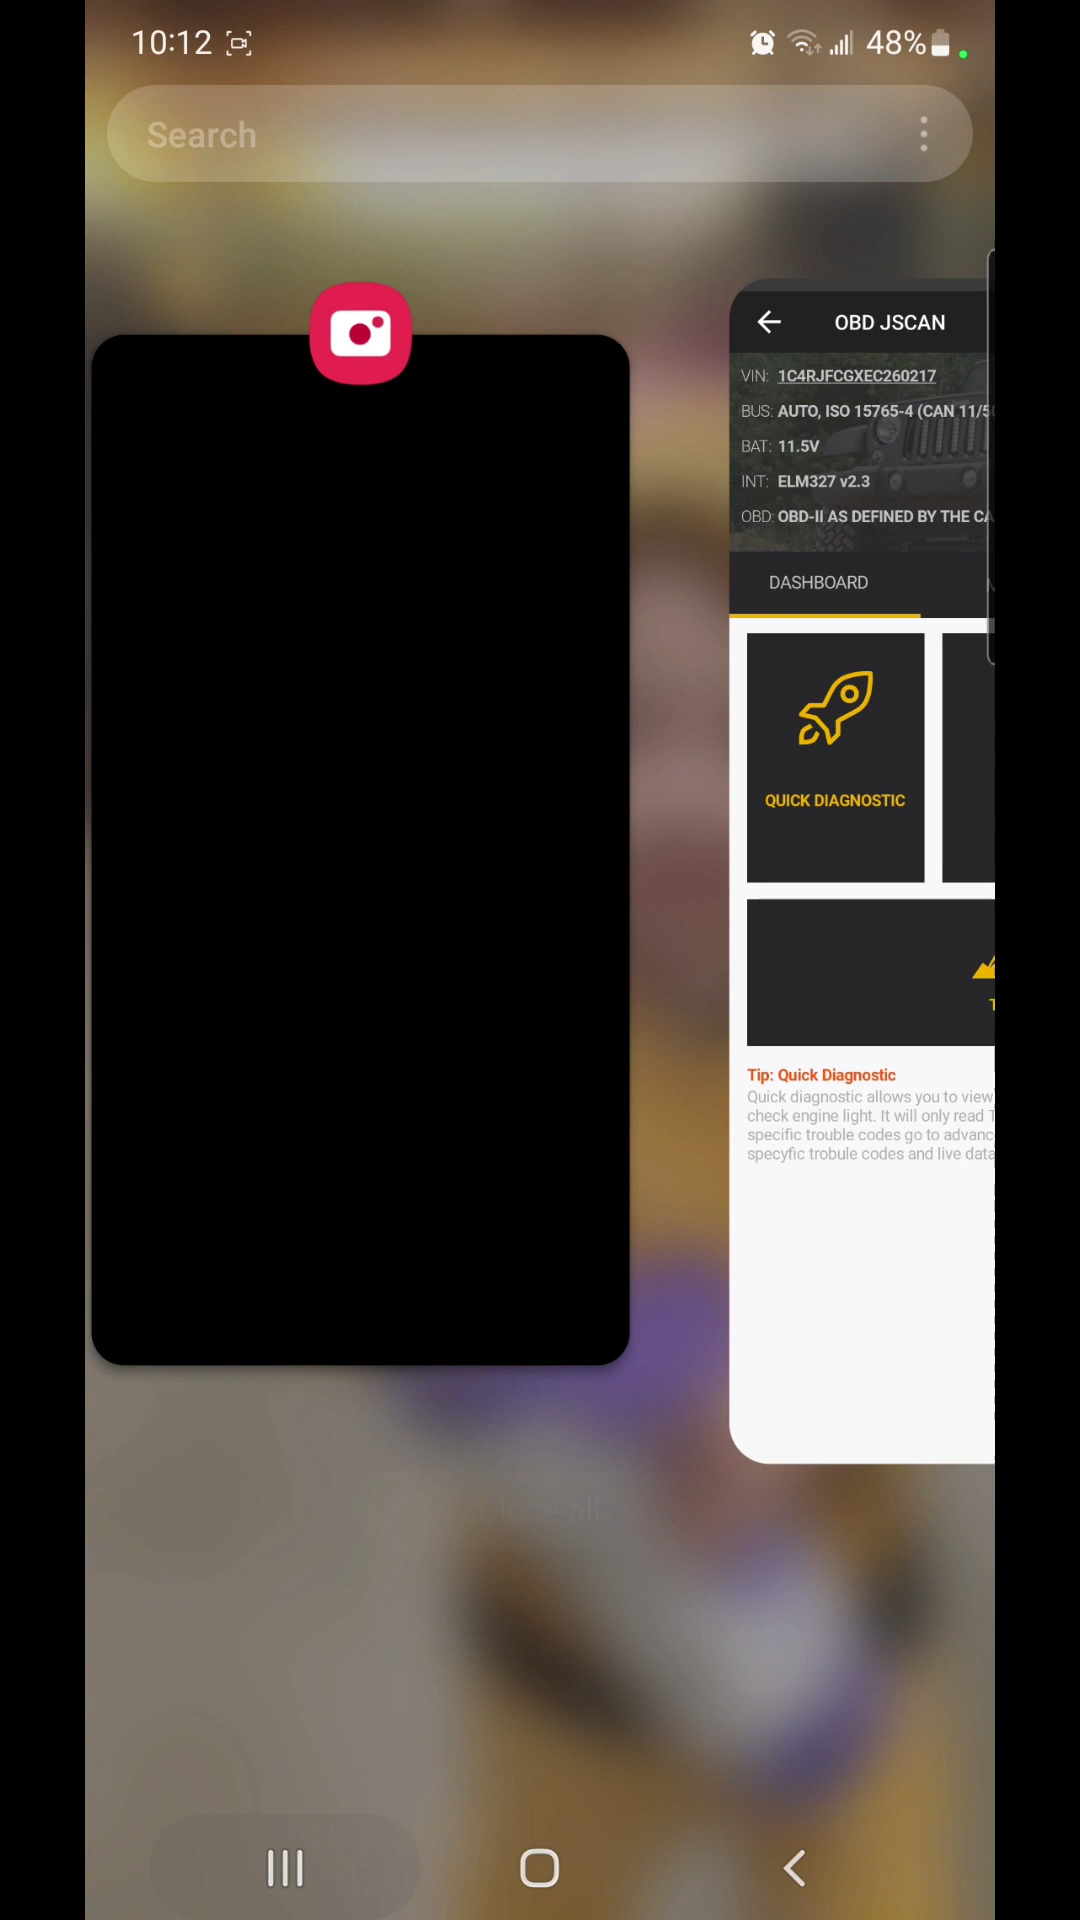 10:12
48%
Search
OBD JSCAN
VIN: 1C4RJFCGXEC260217
BUS: AUTO, ISO 15765-4 (CAN 11/5
BAT: 11.5V
INT: ELM327 v2.3
OBD: OBD-II AS DEFINED BY THE CA
DASHBOARD
QUICK DIAGNOSTIC
T
Tip: Quick Diagnostic
Quick diagnostic allows you to view
check engine light. It will only read T
specific trouble codes go to advanc
specyfic trobule codes and live data
Close all